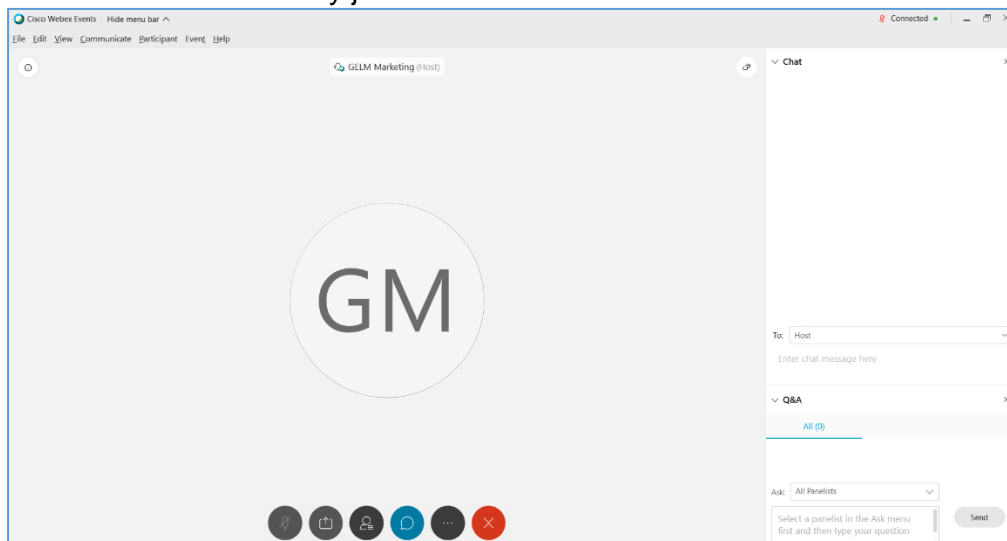 Cisco Webex Events Hide menu bar Connected
File Edit View Communicate Participant Event Help
GELM Marketing (Host)
GM
Chat
To: Host
Enter chat message here
Q&A
All (0)
Ask: All Panelists
Select a panelist in the Ask menu
first and then type your question
Send